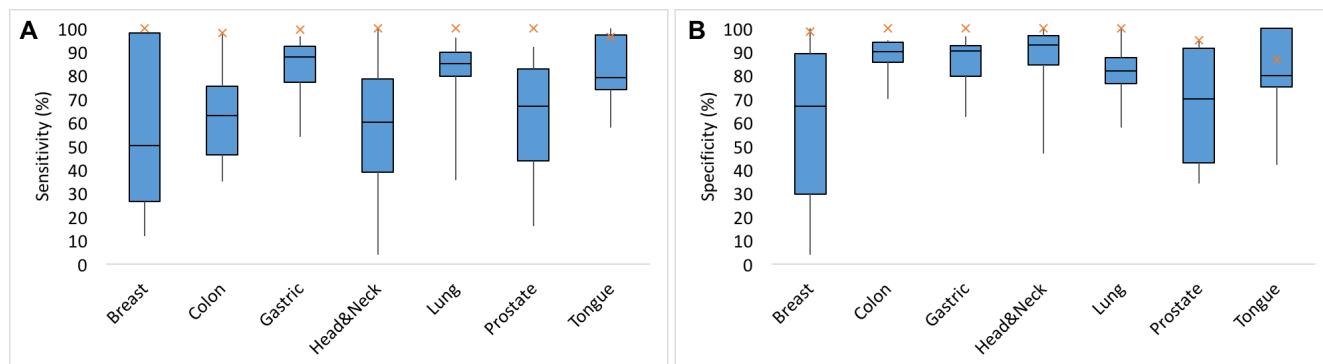 A
Sensitivity (%)
100
90
80
70
60
50
40
30
20
10
0
Breast
Colon
Gastric
Head&Neck
Lung
Prostate
Tongue
B
Specificity (%)
100
90
80
70
60
50
40
30
20
10
0
Breast
Colon
Gastric
Head&Neck
Lung
Prostate
Tongue